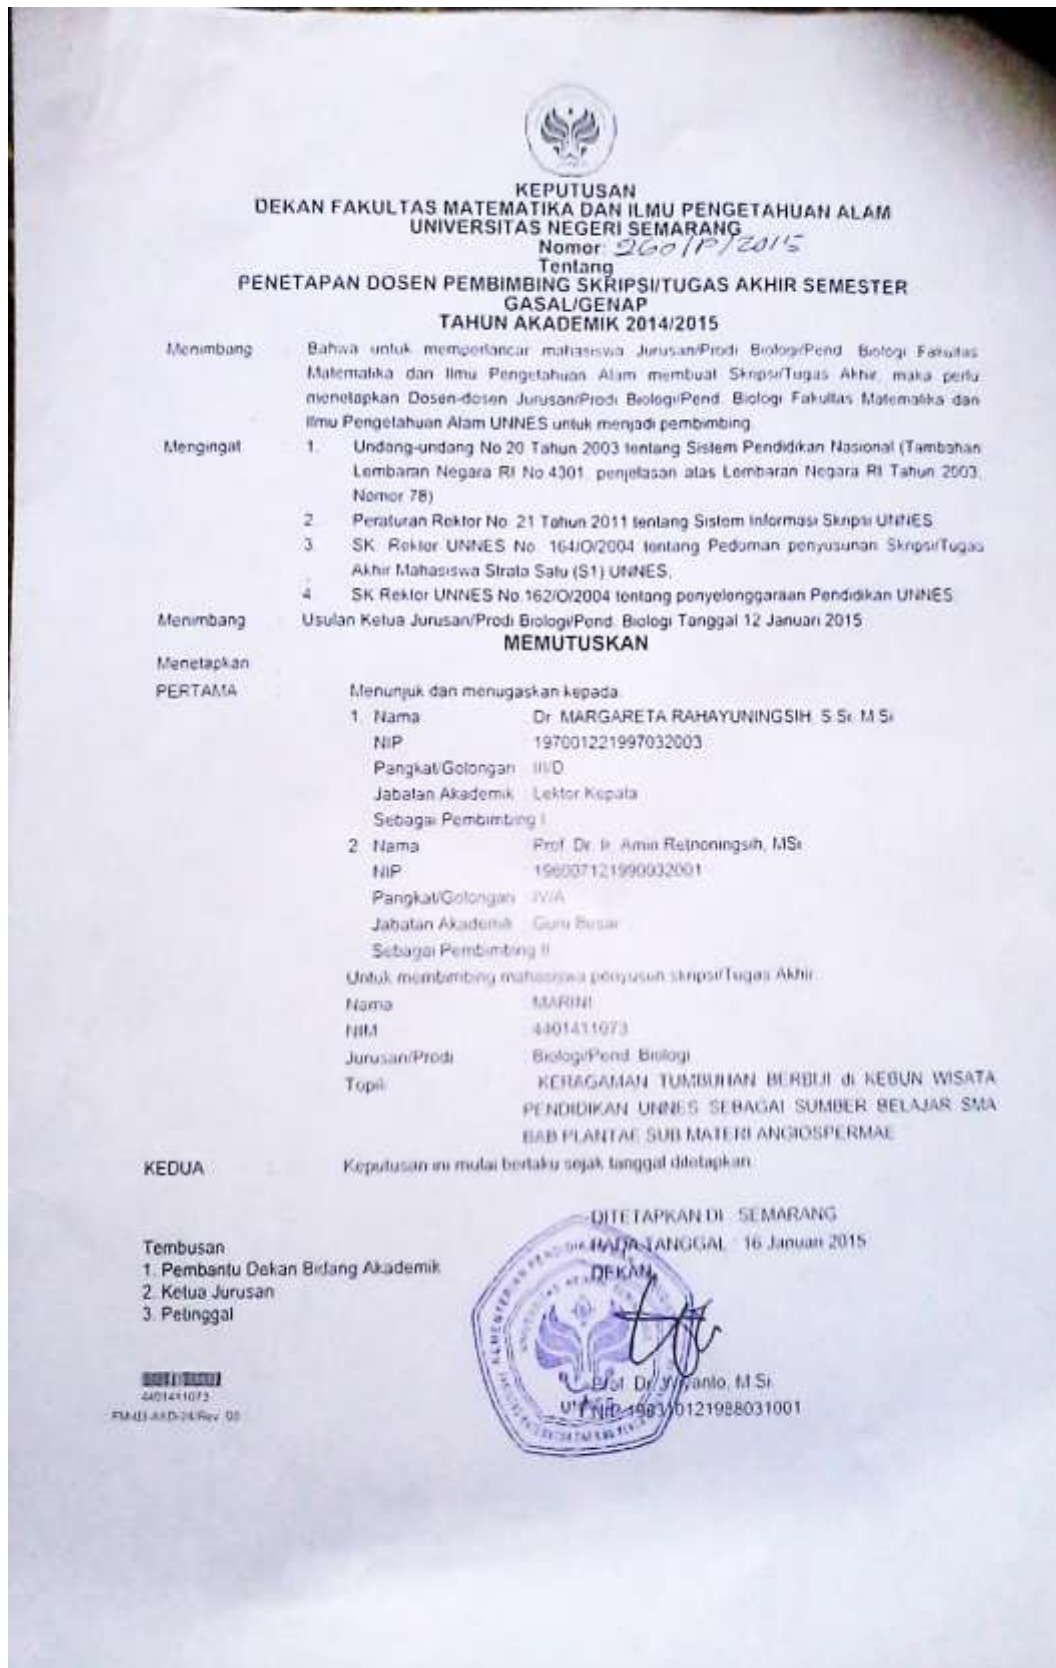 KEPUTUSAN
DEKAN FAKULTAS MATEMATIKA DAN ILMU PENGETAHUAN ALAM
UNIVERSITAS NEGERI SEMARANG
Nomor: 260/P/2015
Tentang
PENETAPAN DOSEN PEMBIMBING SKRIPSI/TUGAS AKHIR SEMESTER
GASAL/GENAP
TAHUN AKADEMIK 2014/2015
Menimbang : Bahwa untuk memperlancar mahasiswa Jurusan/Prodi Biologi/Pend. Biologi Fakultas
Matematika dan Ilmu Pengetahuan Alam membuat Skripsi/Tugas Akhir, maka perlu
menetapkan Dosen-dosen Jurusan/Prodi Biologi/Pend. Biologi Fakultas Matematika dan
Ilmu Pengetahuan Alam UNNES untuk menjadi pembimbing.
Mengingat : 1. Undang-undang No 20 Tahun 2003 tentang Sistem Pendidikan Nasional (Tambahan
Lembaran Negara RI No 4301, penjelasan atas Lembaran Negara RI Tahun 2003,
Nomor 78)
2. Peraturan Rektor No. 21 Tahun 2011 tentang Sistem Informasi Skripsi UNNES
3. SK. Rektor UNNES No. 164/O/2004 tentang Pedoman penyusunan Skripsi/Tugas
Akhir Mahasiswa Strata Satu (S1) UNNES;
4. SK Rektor UNNES No 162/O/2004 tentang penyelenggaraan Pendidikan UNNES;
Menimbang : Usulan Ketua Jurusan/Prodi Biologi/Pend. Biologi Tanggal 12 Januari 2015
MEMUTUSKAN
Menetapkan
PERTAMA : Menunjuk dan menugaskan kepada
1. Nama : Dr. MARGARETA RAHAYUNINGSIH, S.Si, M.Si
NIP : 197001221997032003
Pangkat/Golongan : III/D
Jabatan Akademik : Lektor Kepala
Sebagai Pembimbing I
2. Nama : Prof. Dr. Ir. Amin Retnoningsih, MSi
NIP : 196007121990032001
Pangkat/Golongan : IV/A
Jabatan Akademik : Guru Besar
Sebagai Pembimbing II
Untuk membimbing mahasiswa penyusun skripsi/Tugas Akhir :
Nama : MARINI
NIM : 4401411073
Jurusan/Prodi : Biologi/Pend. Biologi
Topik : KERAGAMAN TUMBUHAN BERBIJI di KEBUN WISATA
PENDIDIKAN UNNES SEBAGAI SUMBER BELAJAR SMA
BAB PLANTAE SUB MATERI ANGIOSPERMAE
KEDUA : Keputusan ini mulai berlaku sejak tanggal ditetapkan.
DITETAPKAN DI : SEMARANG
PADA TANGGAL : 16 Januari 2015
DEKAN
Tembusan
1. Pembantu Dekan Bidang Akademik
2. Ketua Jurusan
3. Petinggal
4401411073
FM-03-AKD-24/Rev. 00
Prof. Dr. Wiyanto, M.Si